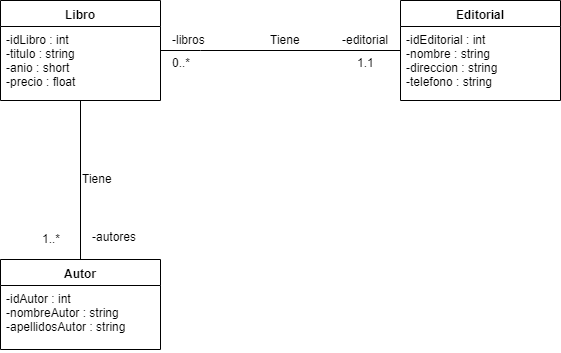 Libro
-idLibro : int
-titulo : string
-anio : short
-precio : float
-libros
Tiene
-editorial
0..*
1.1
Editorial
-idEditorial : int
-nombre : string
-direccion : string
-telefono : string
Tiene
1..*
-autores
Autor
-idAutor : int
-nombreAutor : string
-apellidosAutor : string